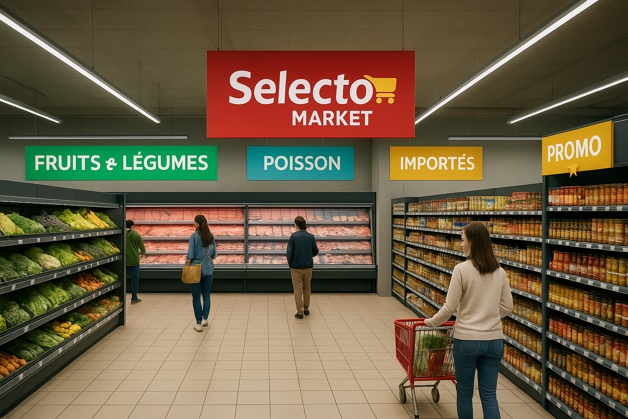 Selecto
MARKET
FRUITS & LÉGUMES
POISSON
IMPORTÉS
PROMO